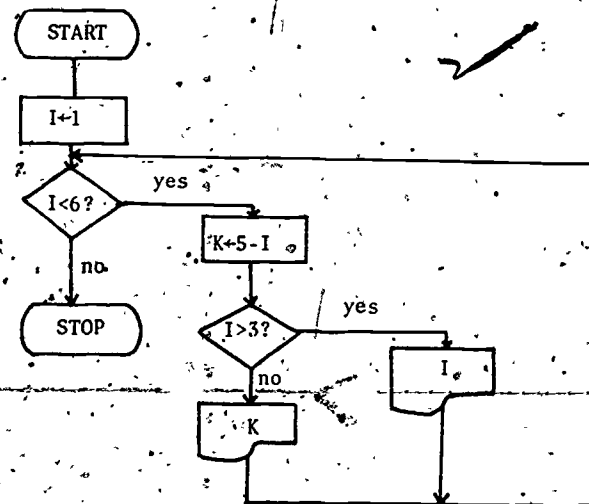 START
I←1
I<6?
yes
K←5-I
no
STOP
I>3?
yes
I
no
K